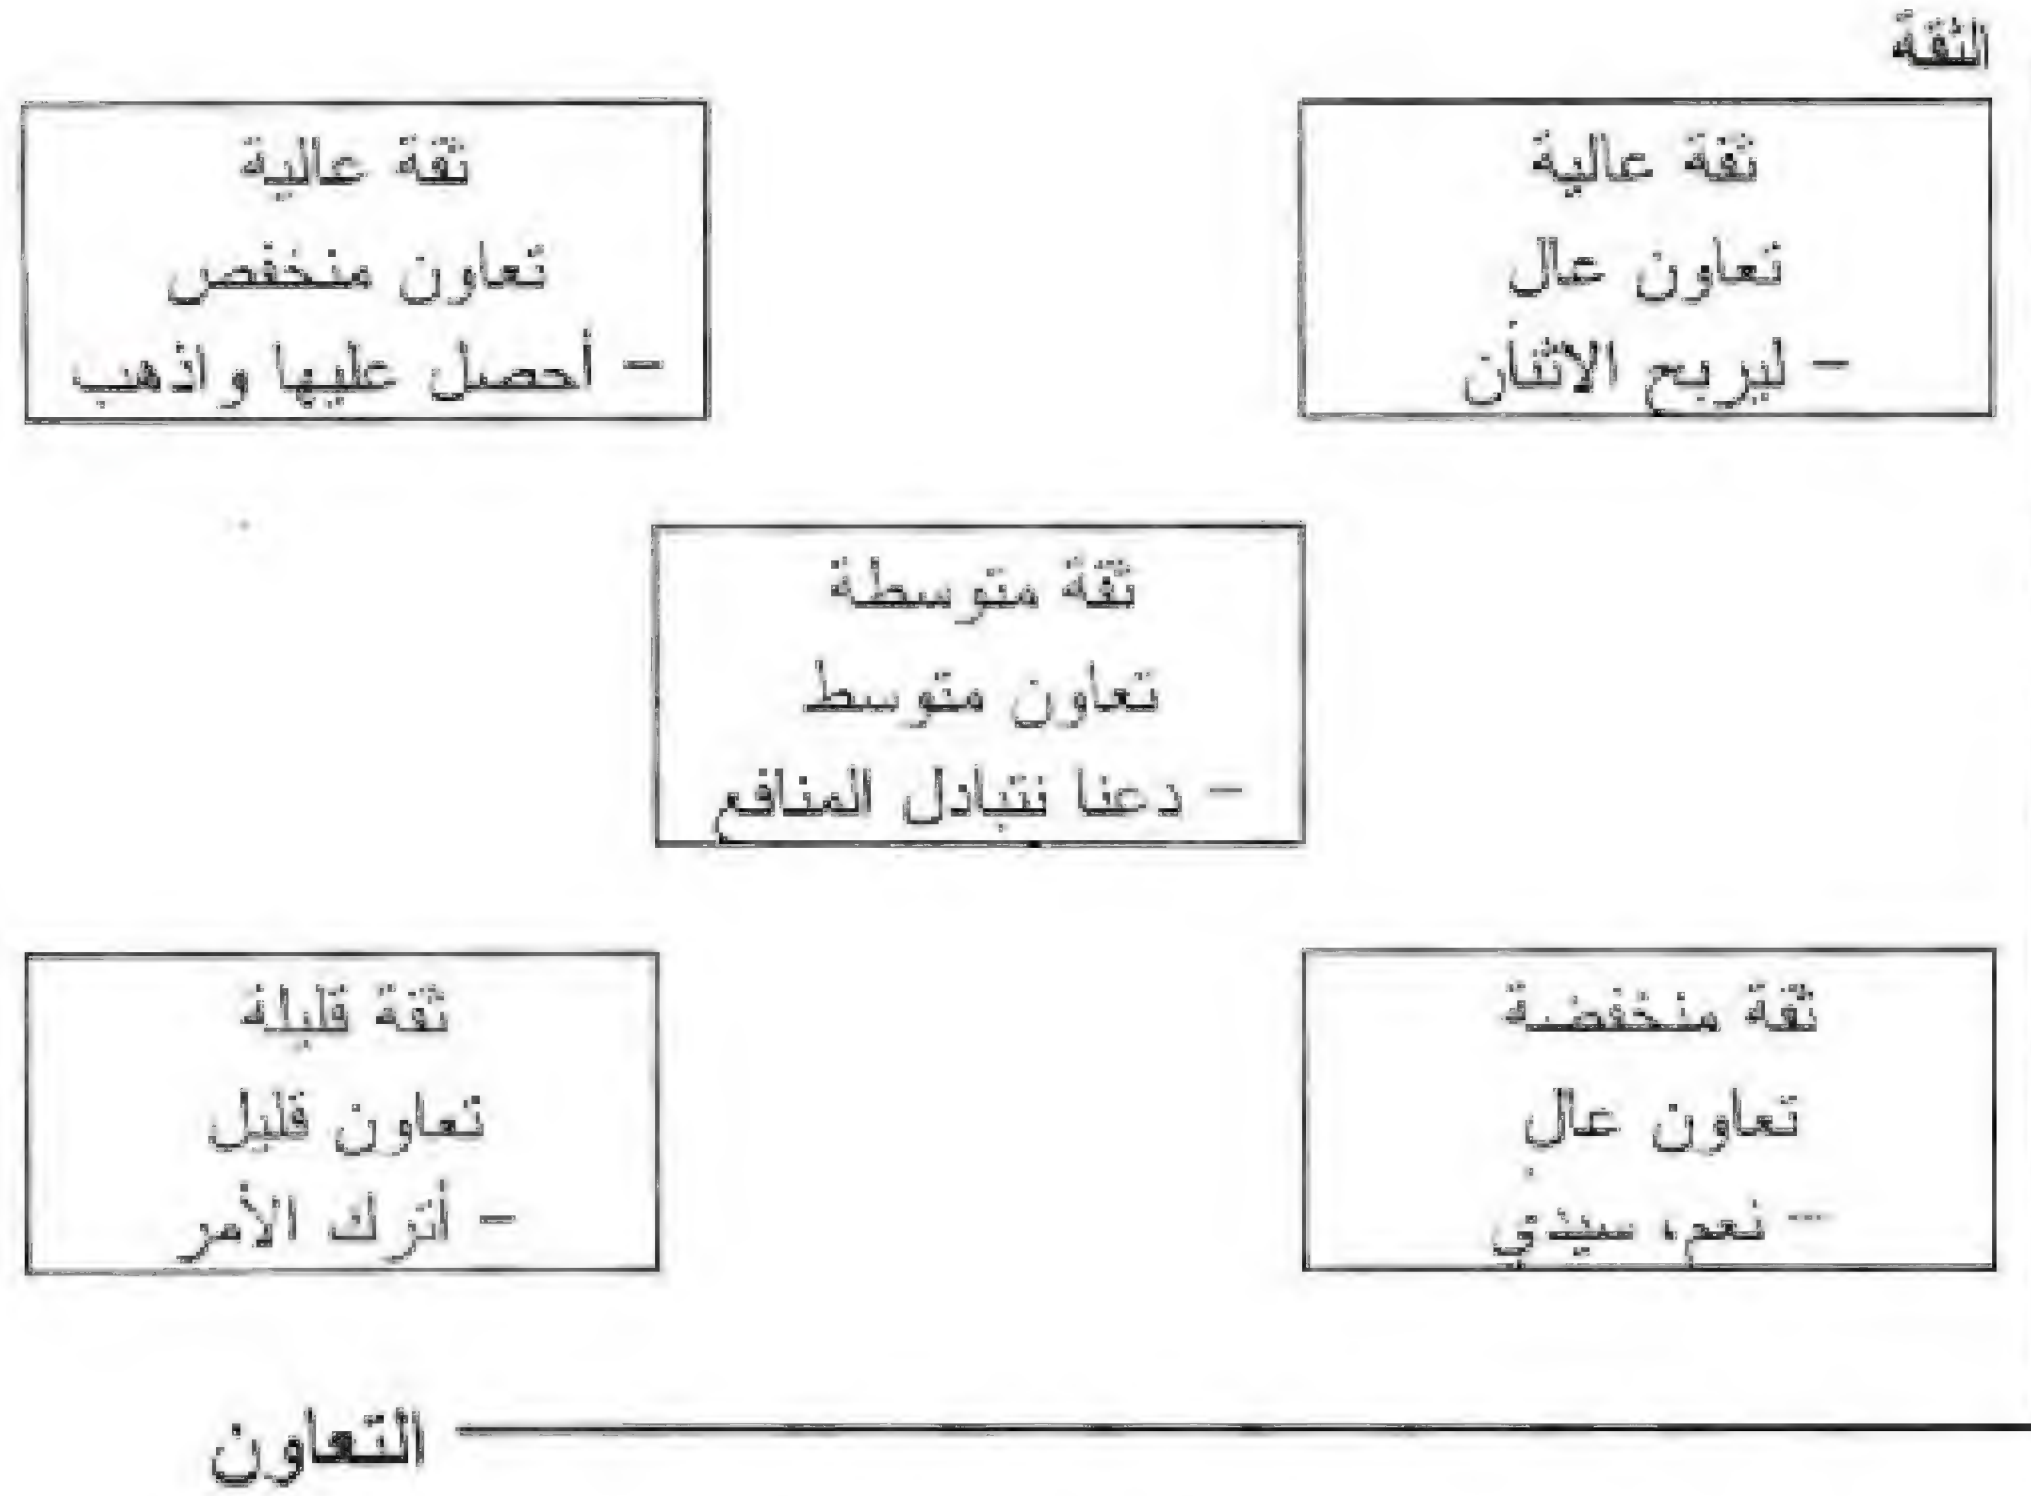 الثقة
ثقة عالية
تعاون عال
- ليربح الاثنان
ثقة عالية
تعاون منخفض
- أحصل عليها واذهب
ثقة متوسطة
تعاون متوسط
- دعنا نتبادل المنافع
ثقة منخفضة
تعاون عال
- نعم، سيدي
ثقة قليلة
تعاون قليل
- أترك الأمر
التعاون